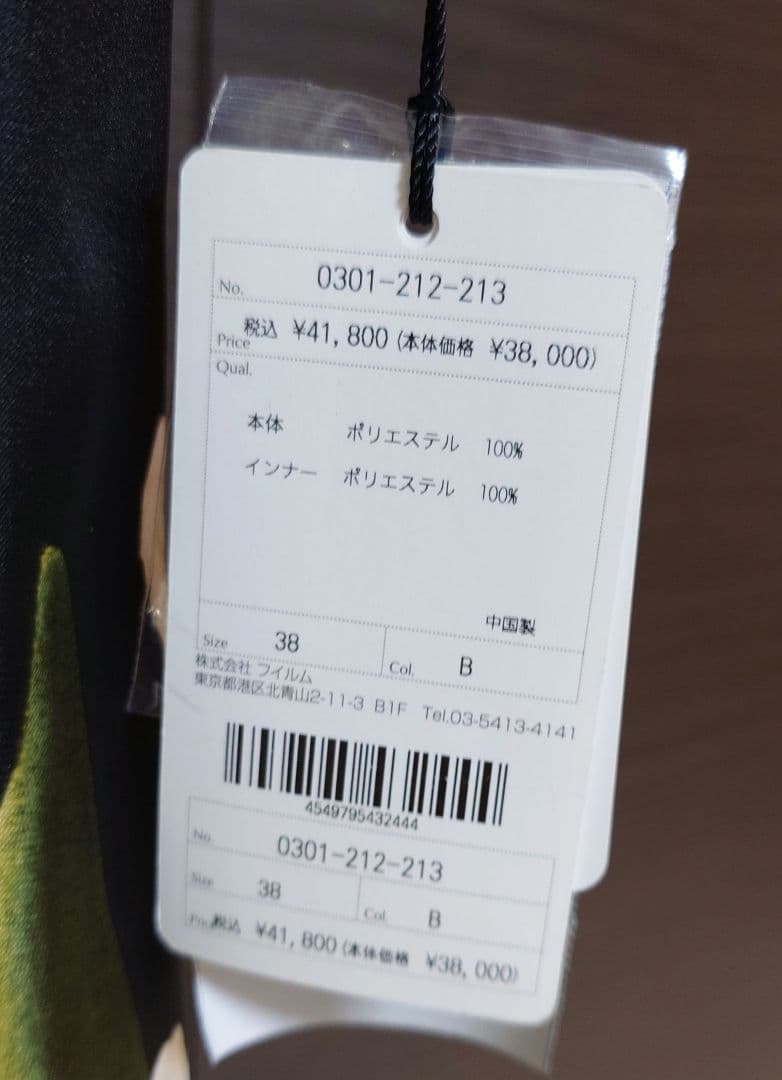 No. 0301-212-213
Price 税込 ¥41,800 (本体価格 ¥38,000)
Qual.
本体 ポリエステル 100%
インナー ポリエステル 100%
中国製
Size 38 Col. B
株式会社 フイルム
東京都港区北青山2-11-3 B1F Tel.03-5413-4141
4549795432444
No. 0301-212-213
Size 38 Col. B
Price 税込 ¥41,800 (本体価格 ¥38,000)